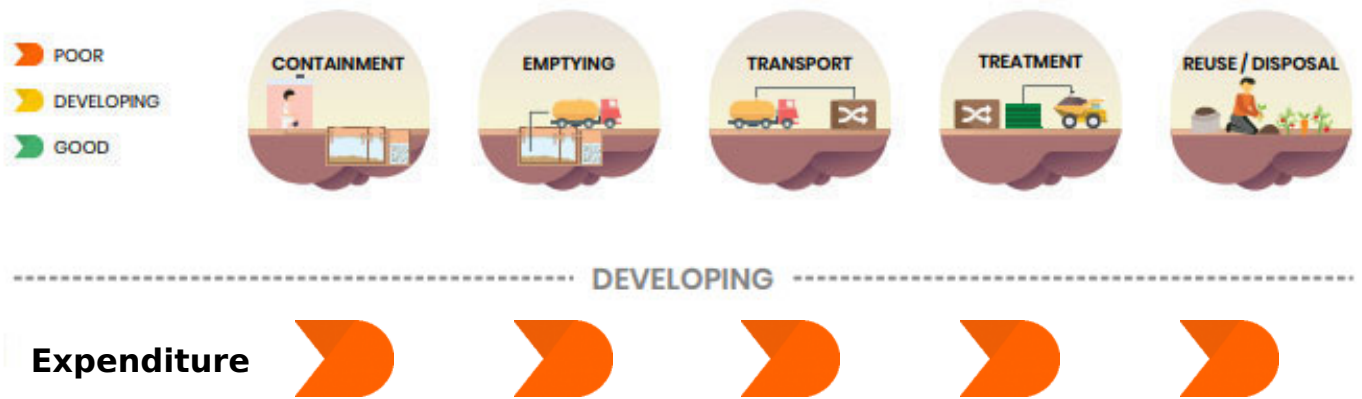 POOR
DEVELOPING
GOOD
CONTAINMENT
EMPTYING
TRANSPORT
TREATMENT
REUSE / DISPOSAL
DEVELOPING
Expenditure